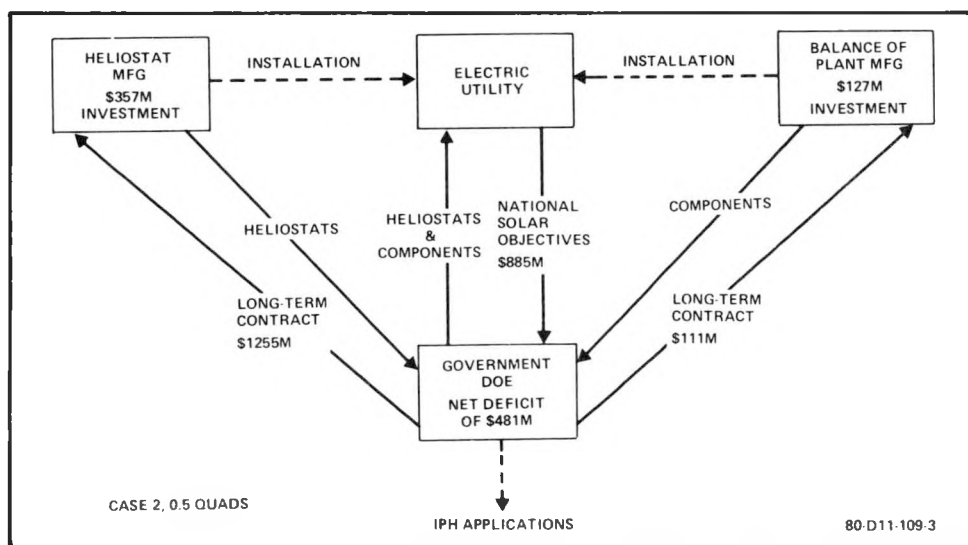 HELIOSTAT
MFG
$357M
INVESTMENT
INSTALLATION
ELECTRIC
UTILITY
INSTALLATION
BALANCE OF
PLANT MFG
$127M
INVESTMENT
HELIOSTATS
HELIOSTATS
&
COMPONENTS
NATIONAL
SOLAR
OBJECTIVES
$885M
COMPONENTS
LONG-TERM
CONTRACT
$1255M
LONG-TERM
CONTRACT
$111M
GOVERNMENT
DOE
NET DEFICIT
OF $481M
CASE 2, 0.5 QUADS
IPH APPLICATIONS
80-D11-109-3